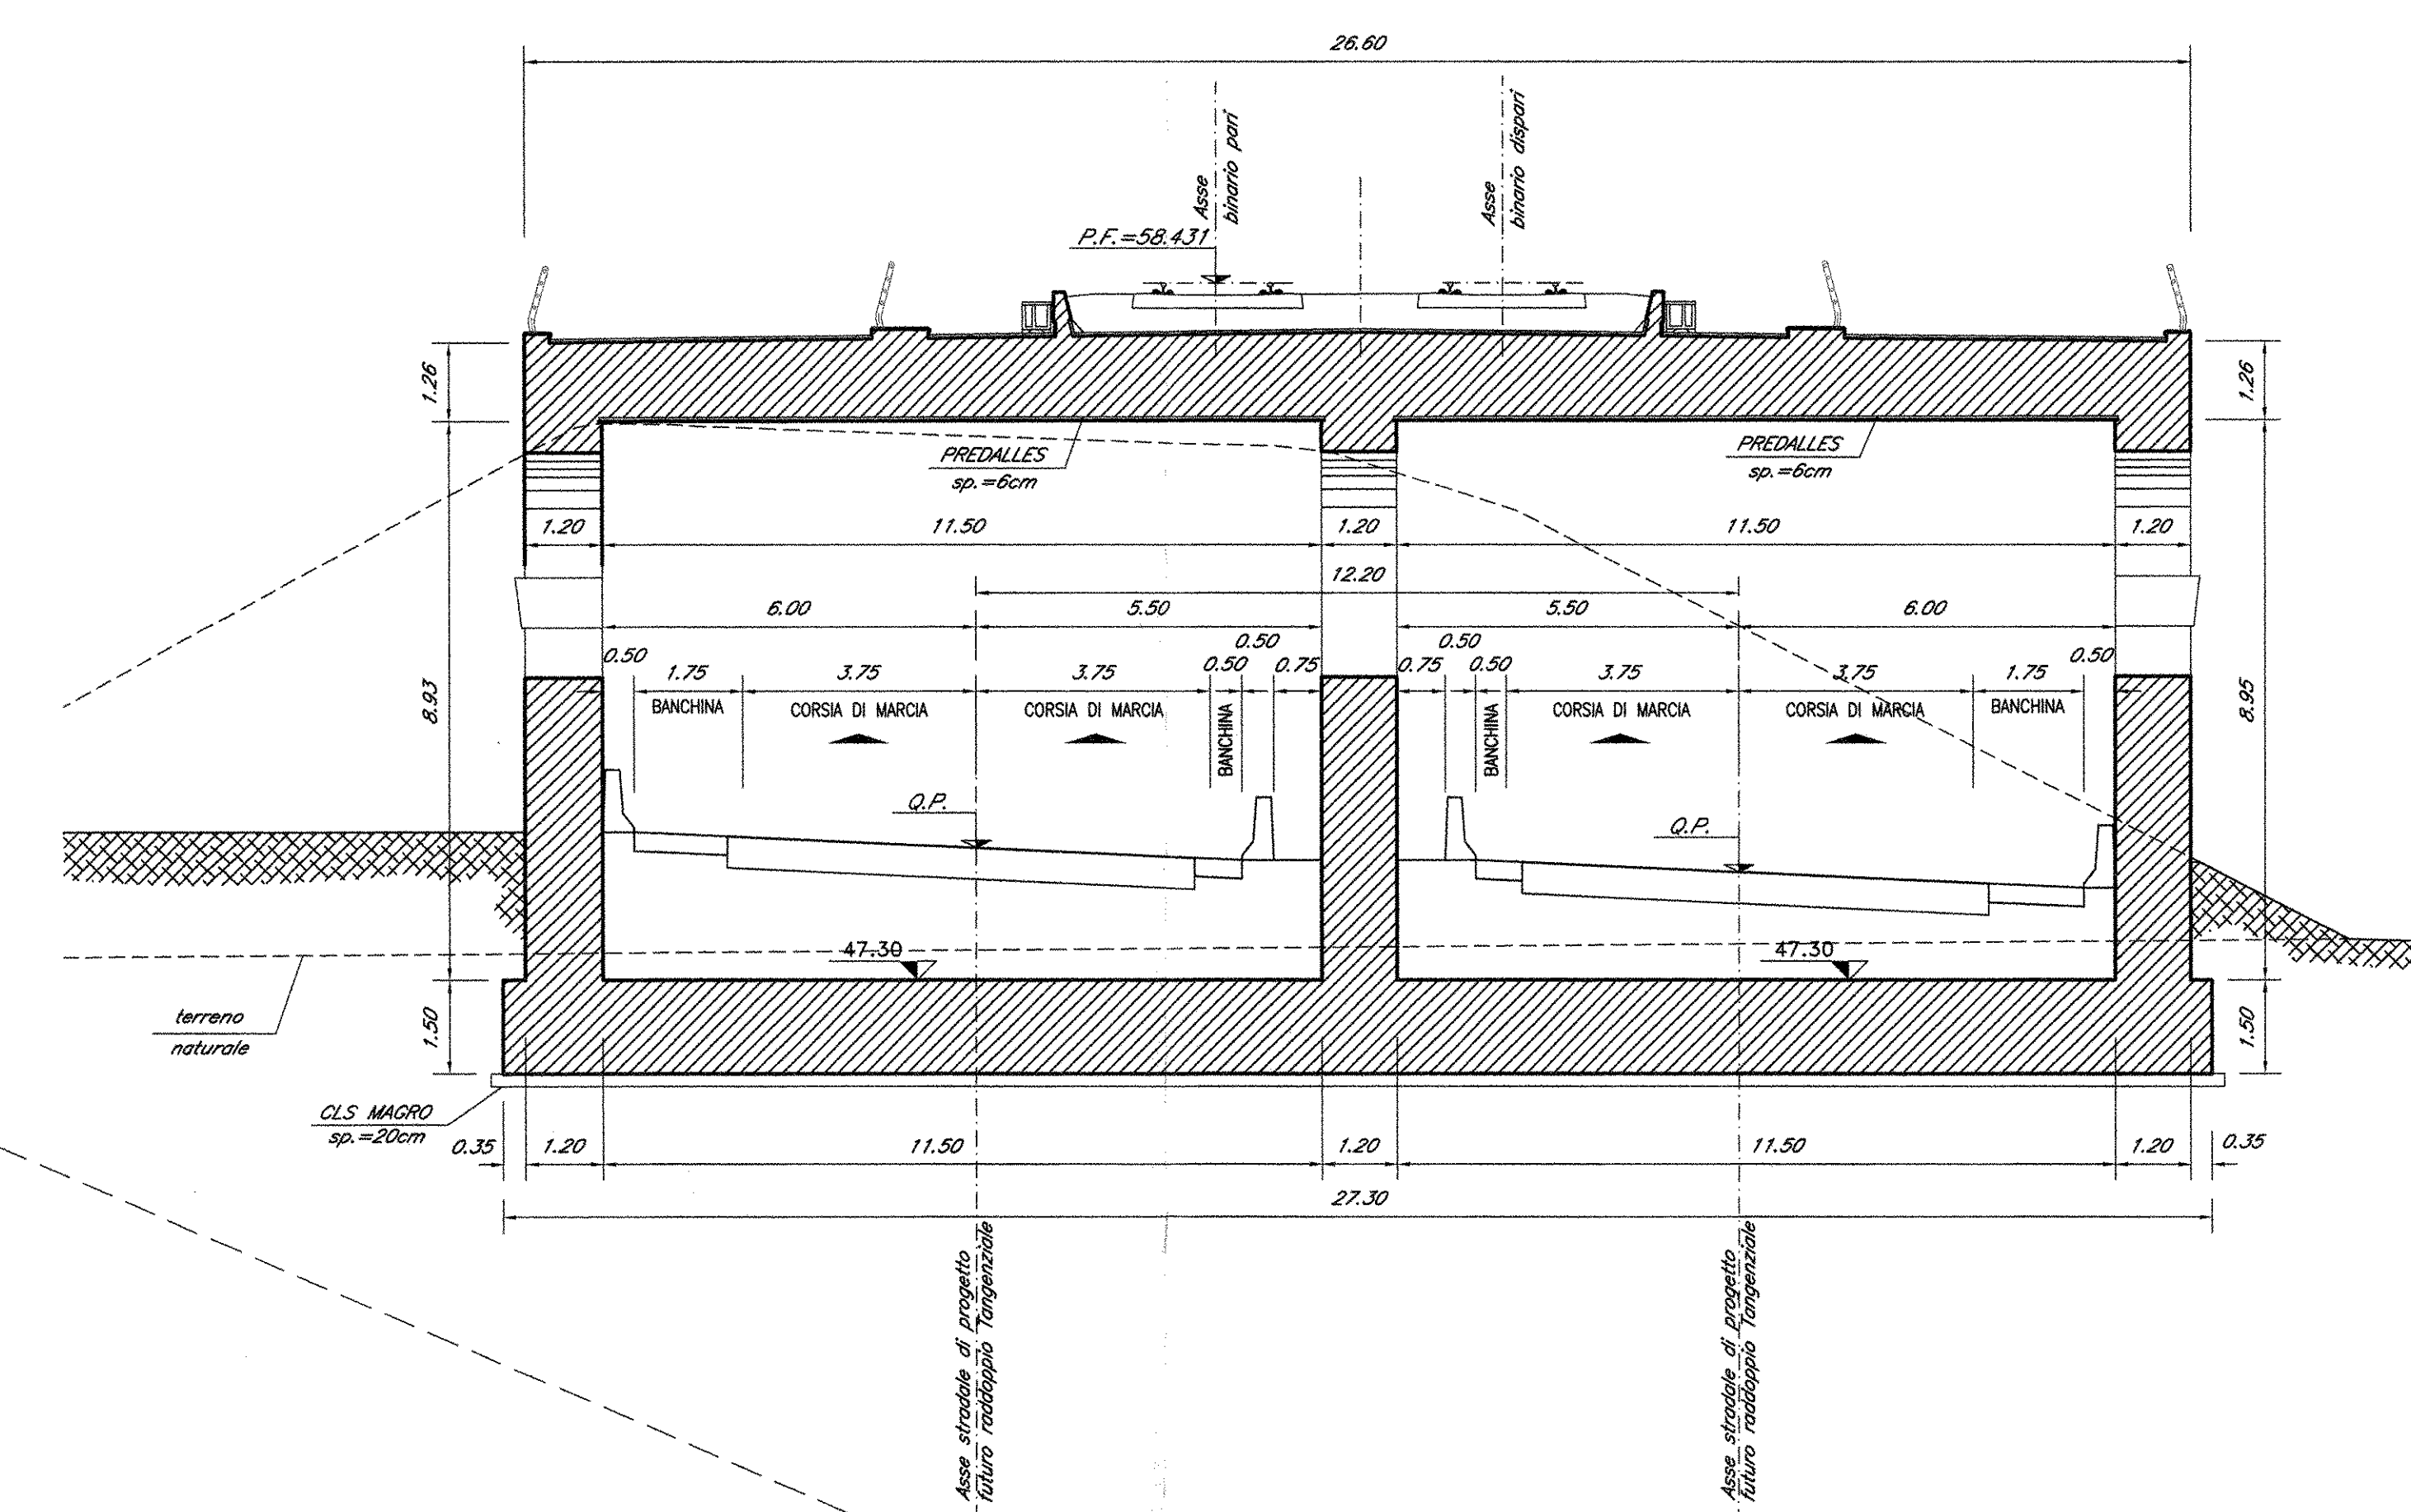 26.60
Asse
binario pari
Asse
binario dispari
P.F.=58.431
1.26
1.26
PREDALLES
sp.=6cm
PREDALLES
sp.=6cm
1.20
11.50
1.20
11.50
1.20
12.20
6.00
5.50
5.50
6.00
0.50
1.75
3.75
3.75
0.50
0.50
0.75
0.75
0.50
0.50
3.75
3.75
1.75
0.50
BANCHINA
CORSIA DI MARCIA
CORSIA DI MARCIA
BANCHINA
BANCHINA
CORSIA DI MARCIA
CORSIA DI MARCIA
BANCHINA
8.93
8.95
Q.P.
Q.P.
47.30
47.30
terreno
naturale
1.50
1.50
CLS MAGRO
sp.=20cm
0.35
1.20
11.50
1.20
11.50
1.20
0.35
27.30
Asse stradale di progetto
futuro raddoppio Tangenziale
Asse stradale di progetto
futuro raddoppio Tangenziale